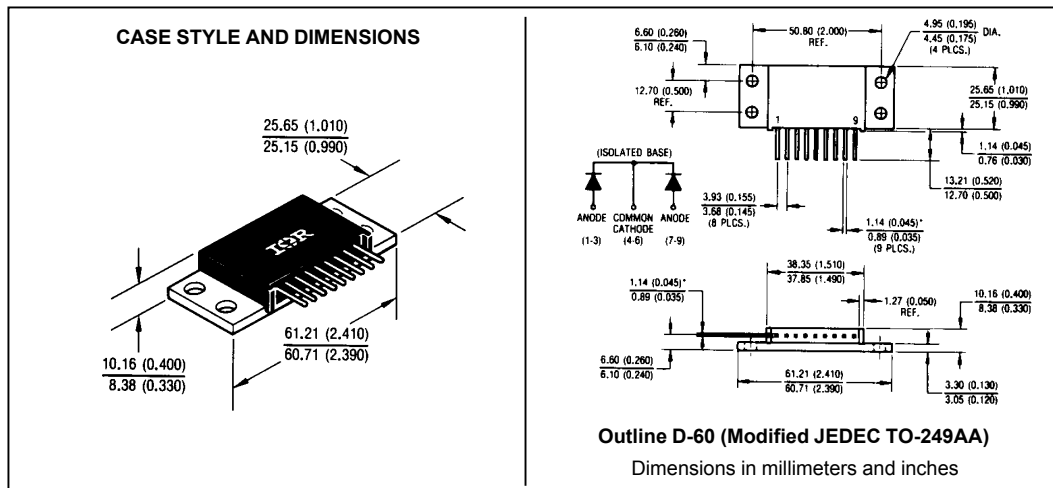 CASE STYLE AND DIMENSIONS
25.65 (1.010)
25.15 (0.990)
IOR
10.16 (0.400)
8.38 (0.330)
61.21 (2.410)
60.71 (2.390)
6.60 (0.260)
6.10 (0.240)
50.80 (2.000)
REF.
4.95 (0.195)
4.45 (0.175)
DIA.
(4 PLCS.)
12.70 (0.500)
REF.
25.65 (1.010)
25.15 (0.990)
1 9
1.14 (0.045)
0.76 (0.030)
13.21 (0.520)
12.70 (0.500)
(ISOLATED BASE)
ANODE COMMON ANODE
CATHODE
(1-3) (4-6) (7-9)
3.93 (0.155)
3.68 (0.145)
(8 PLCS.)
1.14 (0.045)*
0.89 (0.035)
(9 PLCS.)
38.35 (1.510)
37.85 (1.490)
1.14 (0.045)*
0.89 (0.035)
1.27 (0.050)
REF.
10.16 (0.400)
8.38 (0.330)
6.60 (0.260)
6.10 (0.240)
61.21 (2.410)
60.71 (2.390)
3.30 (0.130)
3.05 (0.120)
Outline D-60 (Modified JEDEC TO-249AA)
Dimensions in millimeters and inches